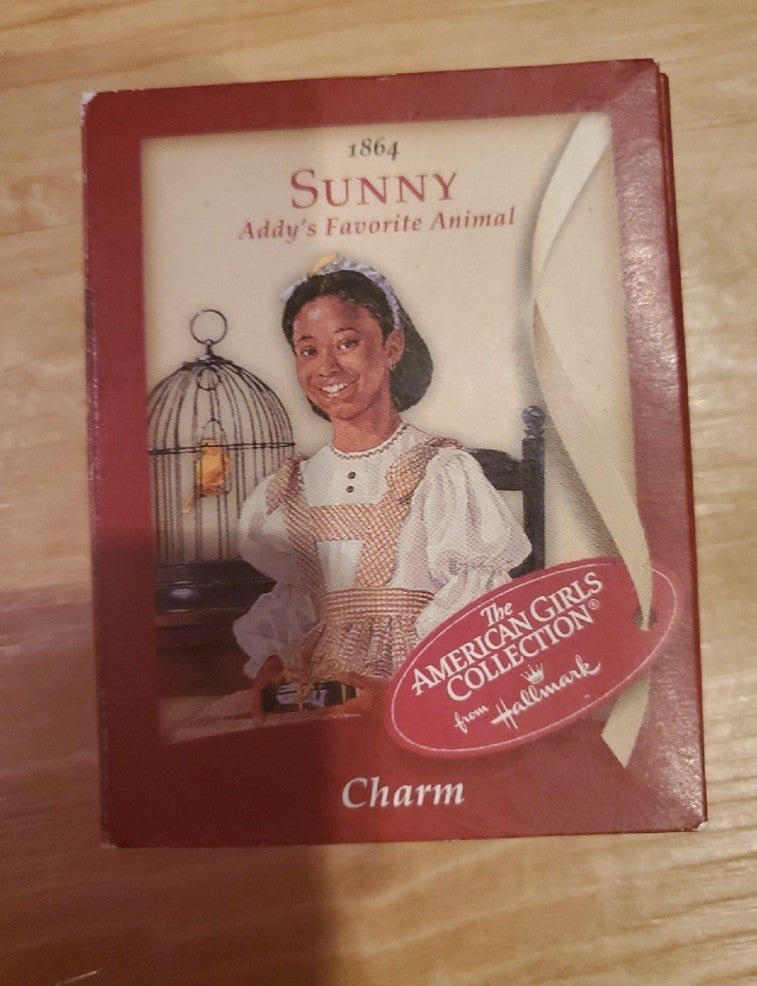 1864
SUNNY
Addy's Favorite Animal
The
AMERICAN GIRLS
COLLECTION®
from Hallmark
Charm